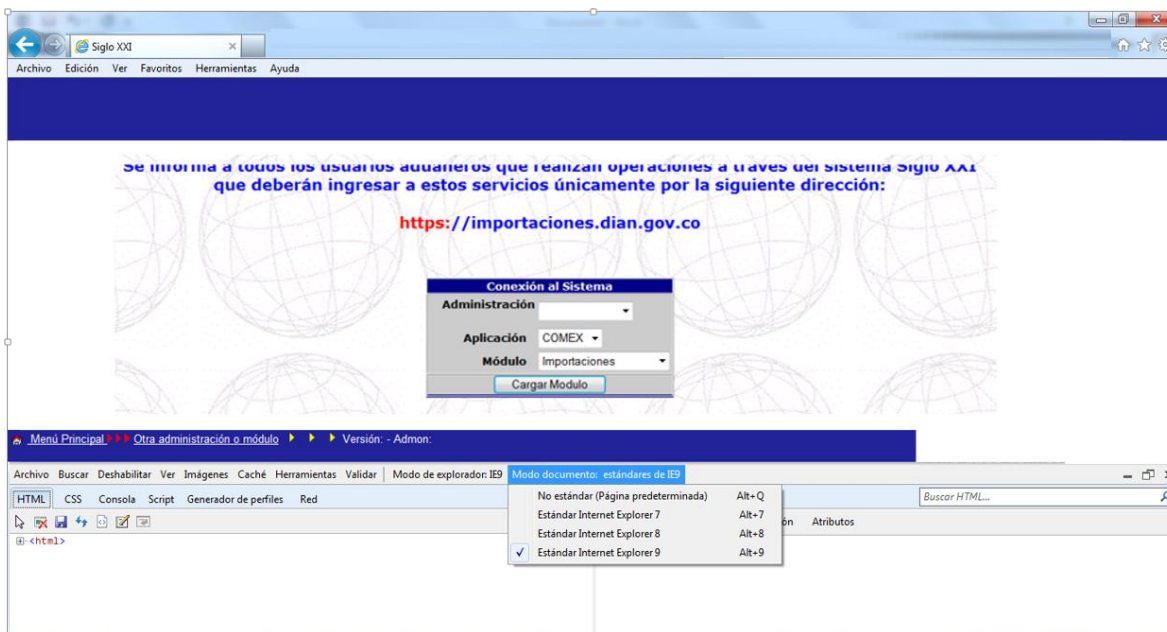 Siglo XXI
Archivo Edición Ver Favoritos Herramientas Ayuda
Se informa a todos los usuarios aduaneros que realizan operaciones a través del sistema Siglo XXI
que deberán ingresar a estos servicios únicamente por la siguiente dirección:
https://importaciones.dian.gov.co
Conexión al Sistema
Administración
Aplicación COMEX
Módulo Importaciones
Cargar Modulo
Menú Principal Otra administración o módulo Versión: - Admon:
Archivo Buscar Deshabilitar Ver Imágenes Caché Herramientas Validar Modo de explorador: IE9 Modo documento: estándares de IE9
HTML CSS Consola Script Generador de perfiles Red Buscar HTML...
No estándar (Página predeterminada) Alt+Q
Estándar Internet Explorer 7 Alt+7
Atributos
Estándar Internet Explorer 8 Alt+8
Estándar Internet Explorer 9 Alt+9
<html>